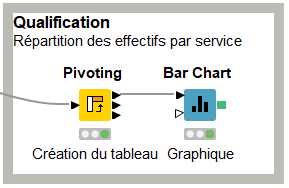 Qualification
Répartition des effectifs par service
Pivoting Bar Chart
Création du tableau Graphique